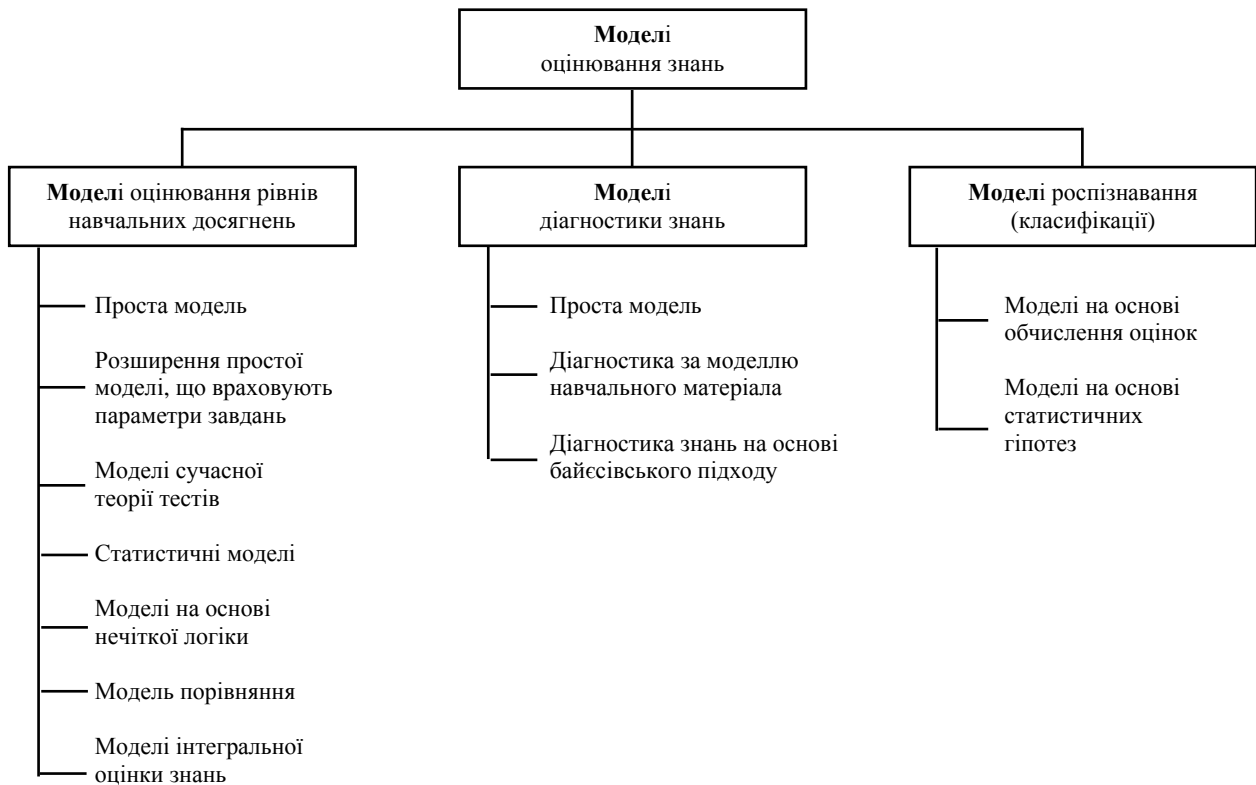 Моделі
оцінювання знань
Моделі оцінювання рівнів
навчальних досягнень
Моделі
діагностики знань
Моделі роспізнавання
(класифікації)
Проста модель
Розширення простої
моделі, що враховують
параметри завдань
Моделі сучасної
теорії тестів
Статистичні моделі
Моделі на основі
нечіткої логіки
Модель порівняння
Моделі інтегральної
оцінки знань
Проста модель
Діагностика за моделлю
навчального матеріала
Діагностика знань на основі
байєсівського підходу
Моделі на основі
обчислення оцінок
Моделі на основі
статистичних
гіпотез